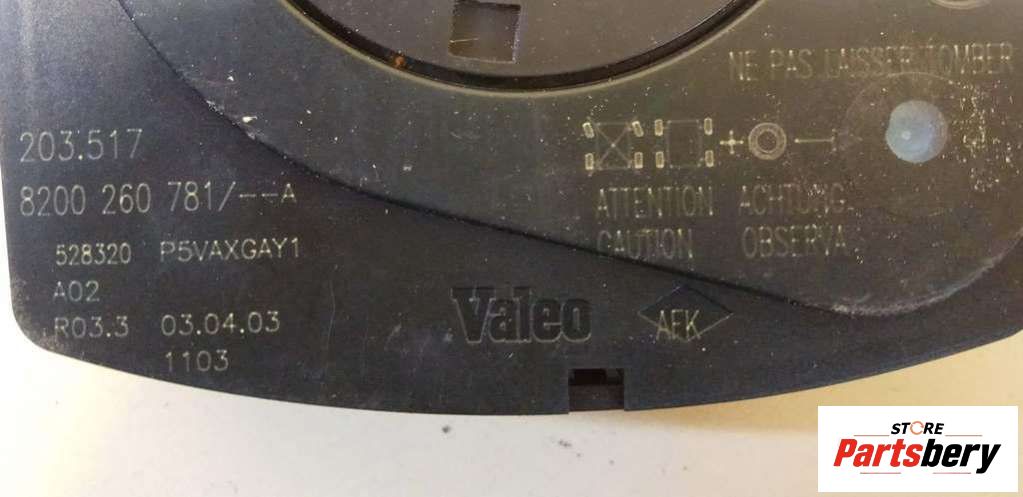 NE PAS LAISSER TOMBER
203.517
8200 260 781/--A
ATTENTION ACHTUNG
CAUTION OBSERVA
528320 P5VAXGAY1
A02
R03.3 03.04.03
1103
Valeo
AEK
STORE
Partsbery